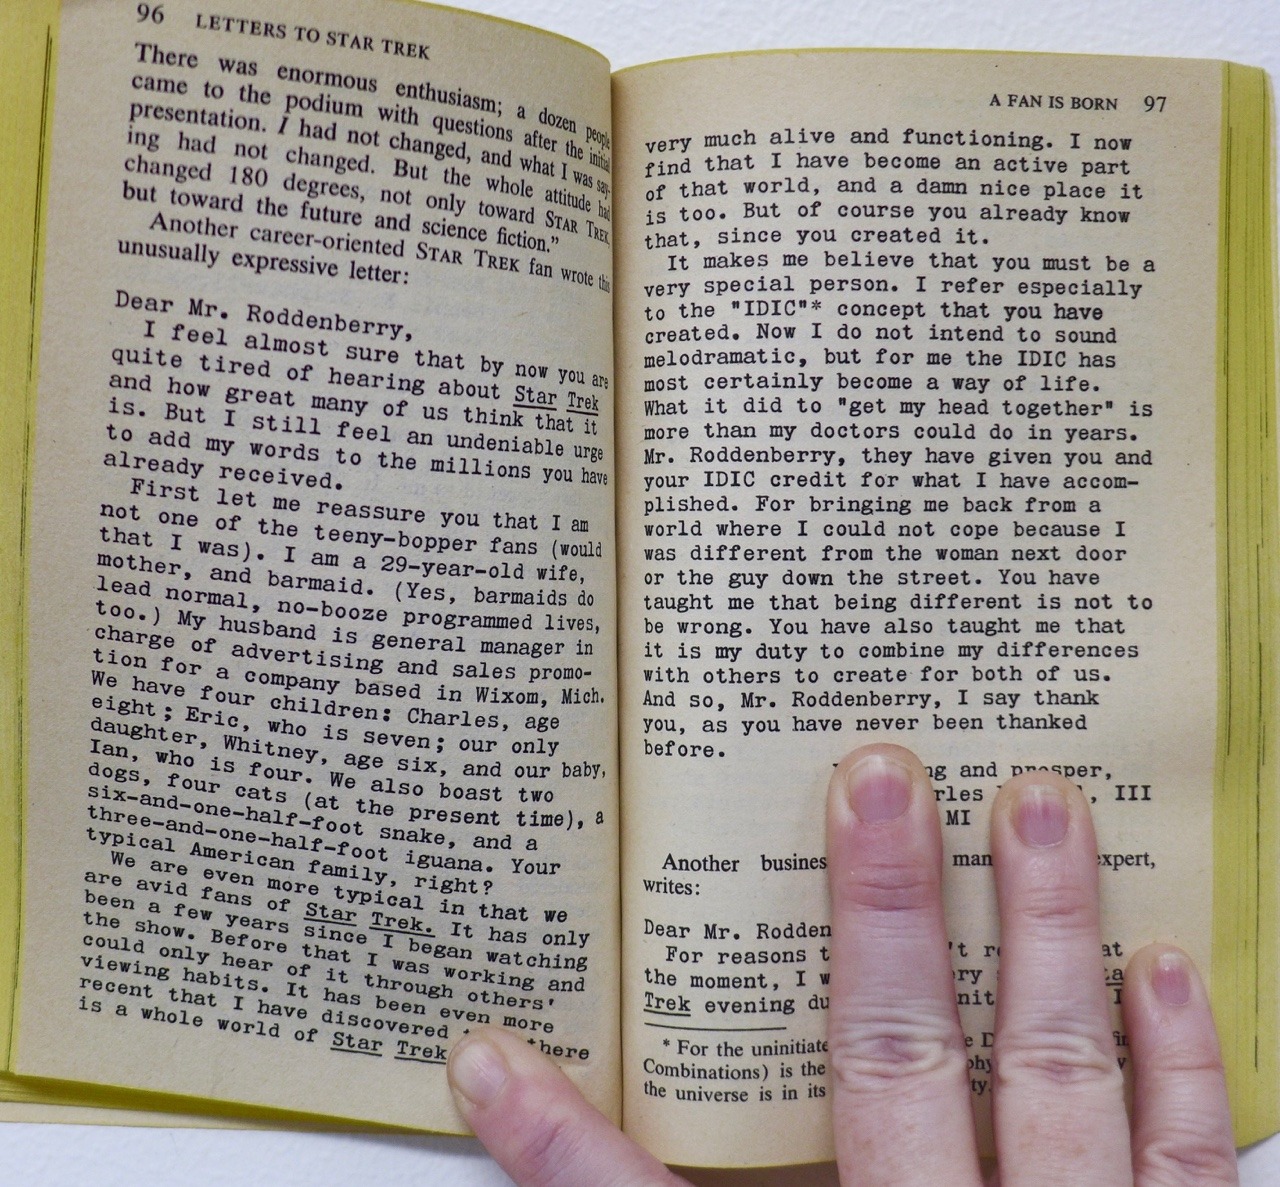 96 LETTERS TO STAR TREK
There was enormous enthusiasm; a dozen people
came to the podium with questions after the initial
presentation. I had not changed, and what I was say-
ing had not changed. But the whole attitude had
changed 180 degrees, not only toward STAR TREK
but toward the future and science fiction.”
Another career-oriented STAR TREK fan wrote this
unusually expressive letter:
Dear Mr. Roddenberry,
I feel almost sure that by now you are
quite tired of hearing about Star Trek
and how great many of us think that it
is. But I still feel an undeniable urge
to add my words to the millions you have
already received.
First let me reassure you that I am
not one of the teeny-bopper fans (would
that I was). I am a 29-year-old wife,
mother, and barmaid. (Yes, barmaids do
lead normal, no-booze programmed lives,
too.) My husband is general manager in
charge of advertising and sales promo-
tion for a company based in Wixom, Mich.
We have four children: Charles, age
eight; Eric, who is seven; our only
daughter, Whitney, age six, and our baby,
Ian, who is four. We also boast two
dogs, four cats (at the present time), a
six-and-one-half-foot snake, and a
three-and-one-half-foot iguana. Your
typical American family, right?
We are even more typical in that we
are avid fans of Star Trek. It has only
been a few years since I began watching
the show. Before that I was working and
could only hear of it through others'
viewing habits. It has been even more
recent that I have discovered there
is a whole world of Star Trek
A FAN IS BORN 97
very much alive and functioning. I now
find that I have become an active part
of that world, and a damn nice place it
is too. But of course you already know
that, since you created it.
It makes me believe that you must be a
very special person. I refer especially
to the "IDIC"* concept that you have
created. Now I do not intend to sound
melodramatic, but for me the IDIC has
most certainly become a way of life.
What it did to "get my head together" is
more than my doctors could do in years.
Mr. Roddenberry, they have given you and
your IDIC credit for what I have accom-
plished. For bringing me back from a
world where I could not cope because I
was different from the woman next door
or the guy down the street. You have
taught me that being different is not to
be wrong. You have also taught me that
it is my duty to combine my differences
with others to create for both of us.
And so, Mr. Roddenberry, I say thank
you, as you have never been thanked
before.
and prosper,
, III
MI
Another man expert,
writes:
Dear Mr.
For reasons at
the moment, I
Trek evening
* For the
Combinations) is the
the universe is in its